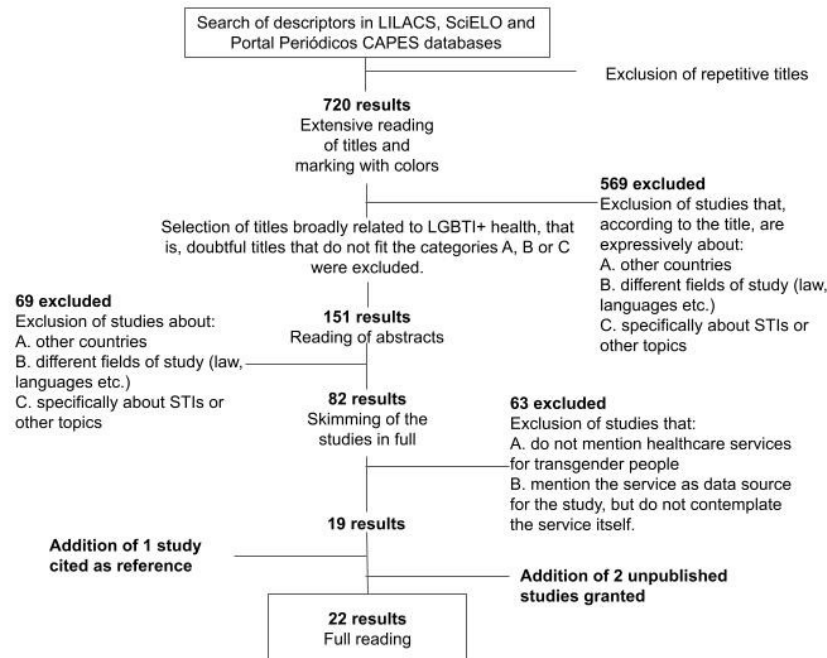 Search of descriptors in LILACS, SciELO and
Portal Periódicos CAPES databases
Exclusion of repetitive titles
720 results
Extensive reading
of titles and
marking with colors
569 excluded
Exclusion of studies that,
according to the title, are
expressively about:
A. other countries
B. different fields of study (law,
languages etc.)
C. specifically about STIs or
other topics
Selection of titles broadly related to LGBTI+ health, that
is, doubtful titles that do not fit the categories A, B or C
were excluded.
151 results
Reading of abstracts
69 excluded
Exclusion of studies about:
A. other countries
B. different fields of study (law,
languages etc.)
C. specifically about STIs or
other topics
82 results
Skimming of the
studies in full
63 excluded
Exclusion of studies that:
A. do not mention healthcare services
for transgender people
B. mention the service as data source
for the study, but do not contemplate
the service itself.
19 results
Addition of 1 study
cited as reference
Addition of 2 unpublished
studies granted
22 results
Full reading